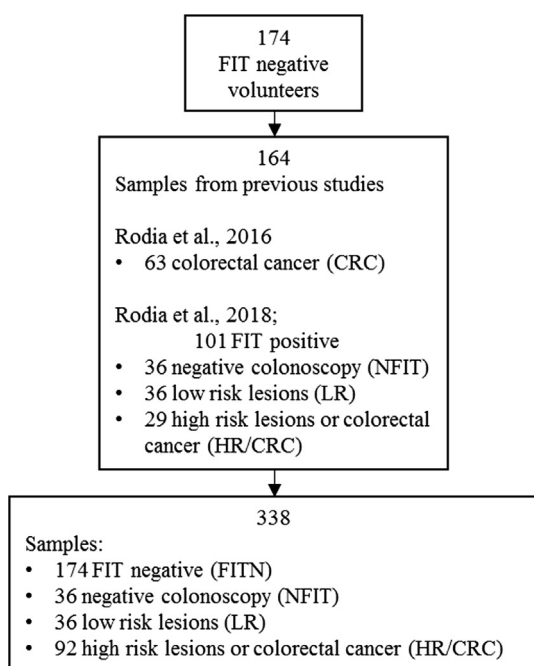 174
FIT negative
volunteers
164
Samples from previous studies
Rodia et al., 2016
• 63 colorectal cancer (CRC)
Rodia et al., 2018;
101 FIT positive
• 36 negative colonoscopy (NFIT)
• 36 low risk lesions (LR)
• 29 high risk lesions or colorectal
cancer (HR/CRC)
338
Samples:
• 174 FIT negative (FITN)
• 36 negative colonoscopy (NFIT)
• 36 low risk lesions (LR)
• 92 high risk lesions or colorectal cancer (HR/CRC)